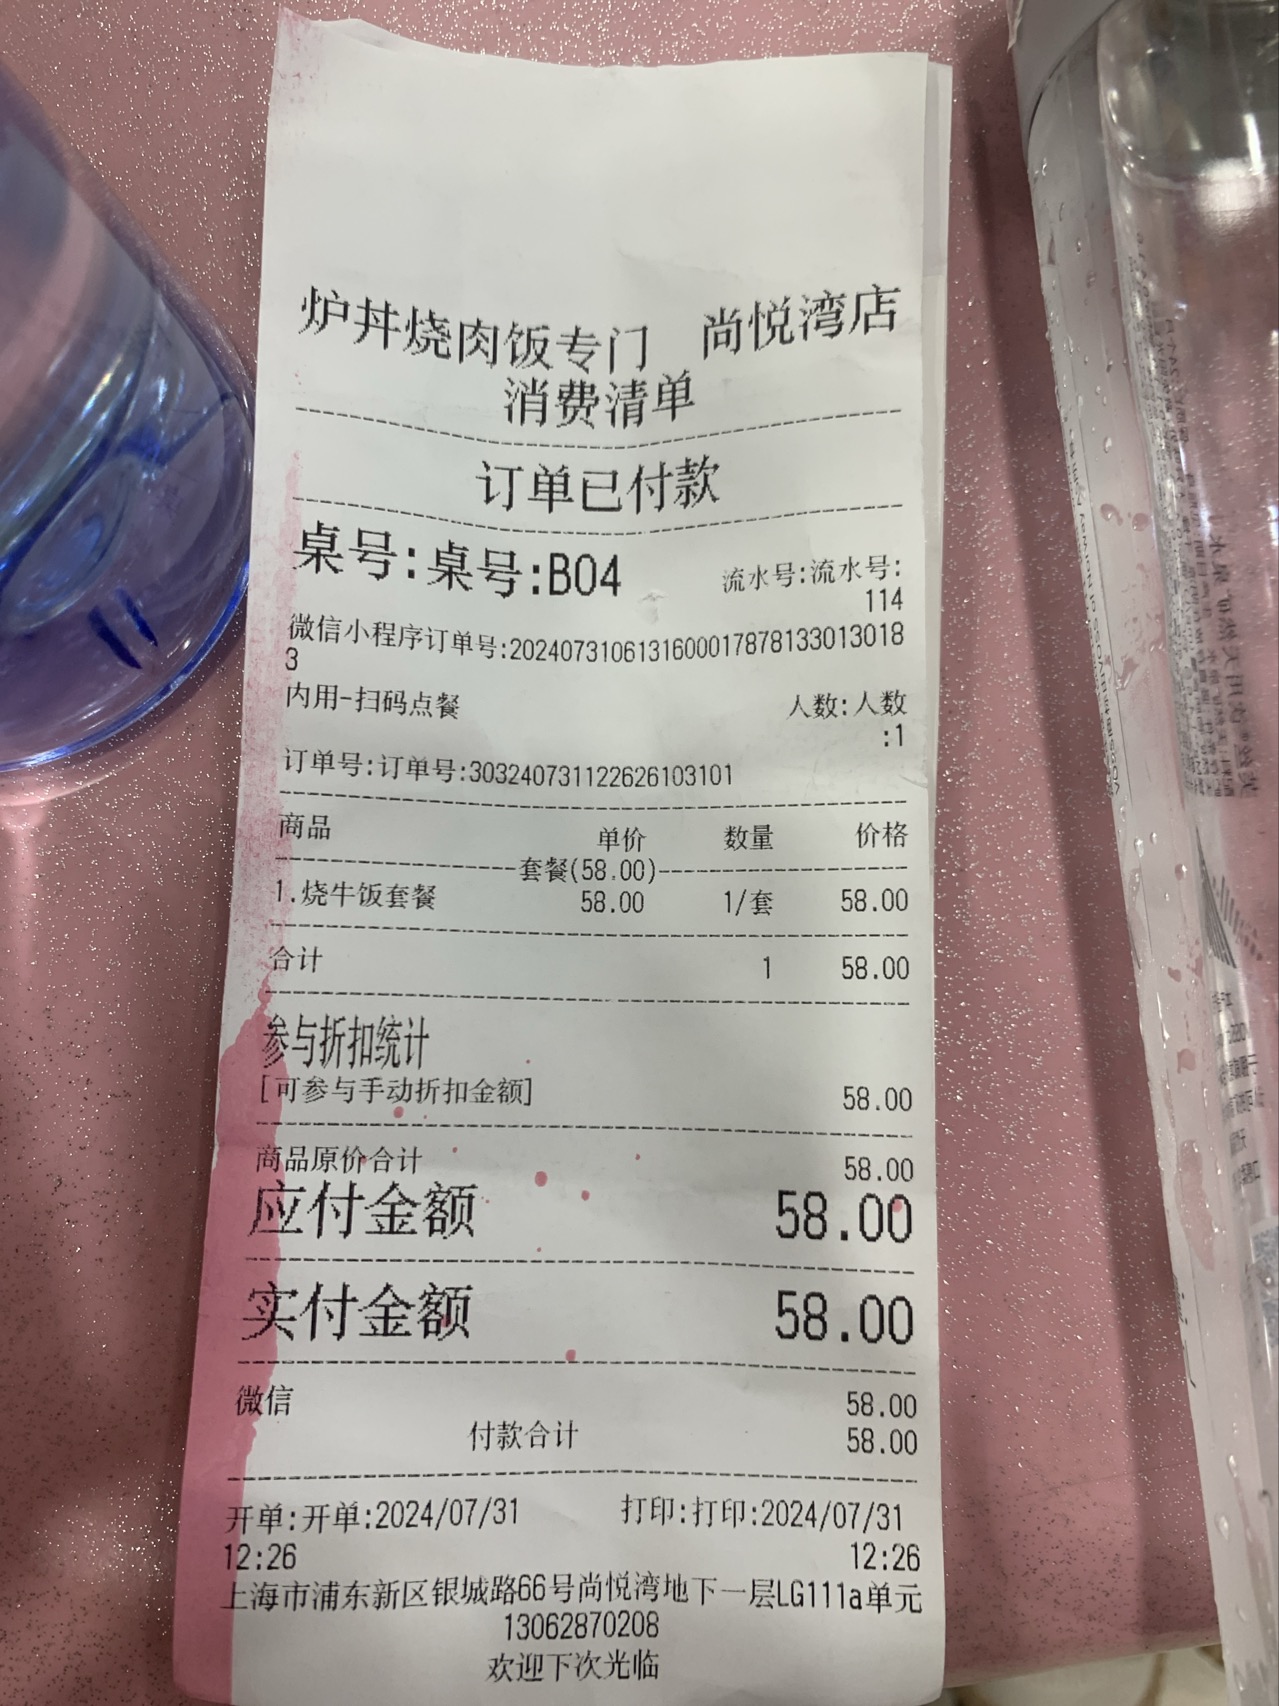 炉丼烧肉饭专门 尚悦湾店
消费清单
订单已付款
桌号:桌号:B04 流水号:流水号:
114
微信小程序订单号:2024073106131600017878133013018
3
内用-扫码点餐 人数:人数
:1
订单号:订单号:303240731122626103101
商品 单价 数量 价格
套餐(58.00)
1.烧牛饭套餐 58.00 1/套 58.00
合计 1 58.00
参与折扣统计
[可参与手动折扣金额] 58.00
商品原价合计 58.00
应付金额 58.00
实付金额 58.00
微信 58.00
付款合计 58.00
开单:开单:2024/07/31 打印:打印:2024/07/31
12:26 12:26
上海市浦东新区银城路66号尚悦湾地下一层LG111a单元
13062870208
欢迎下次光临